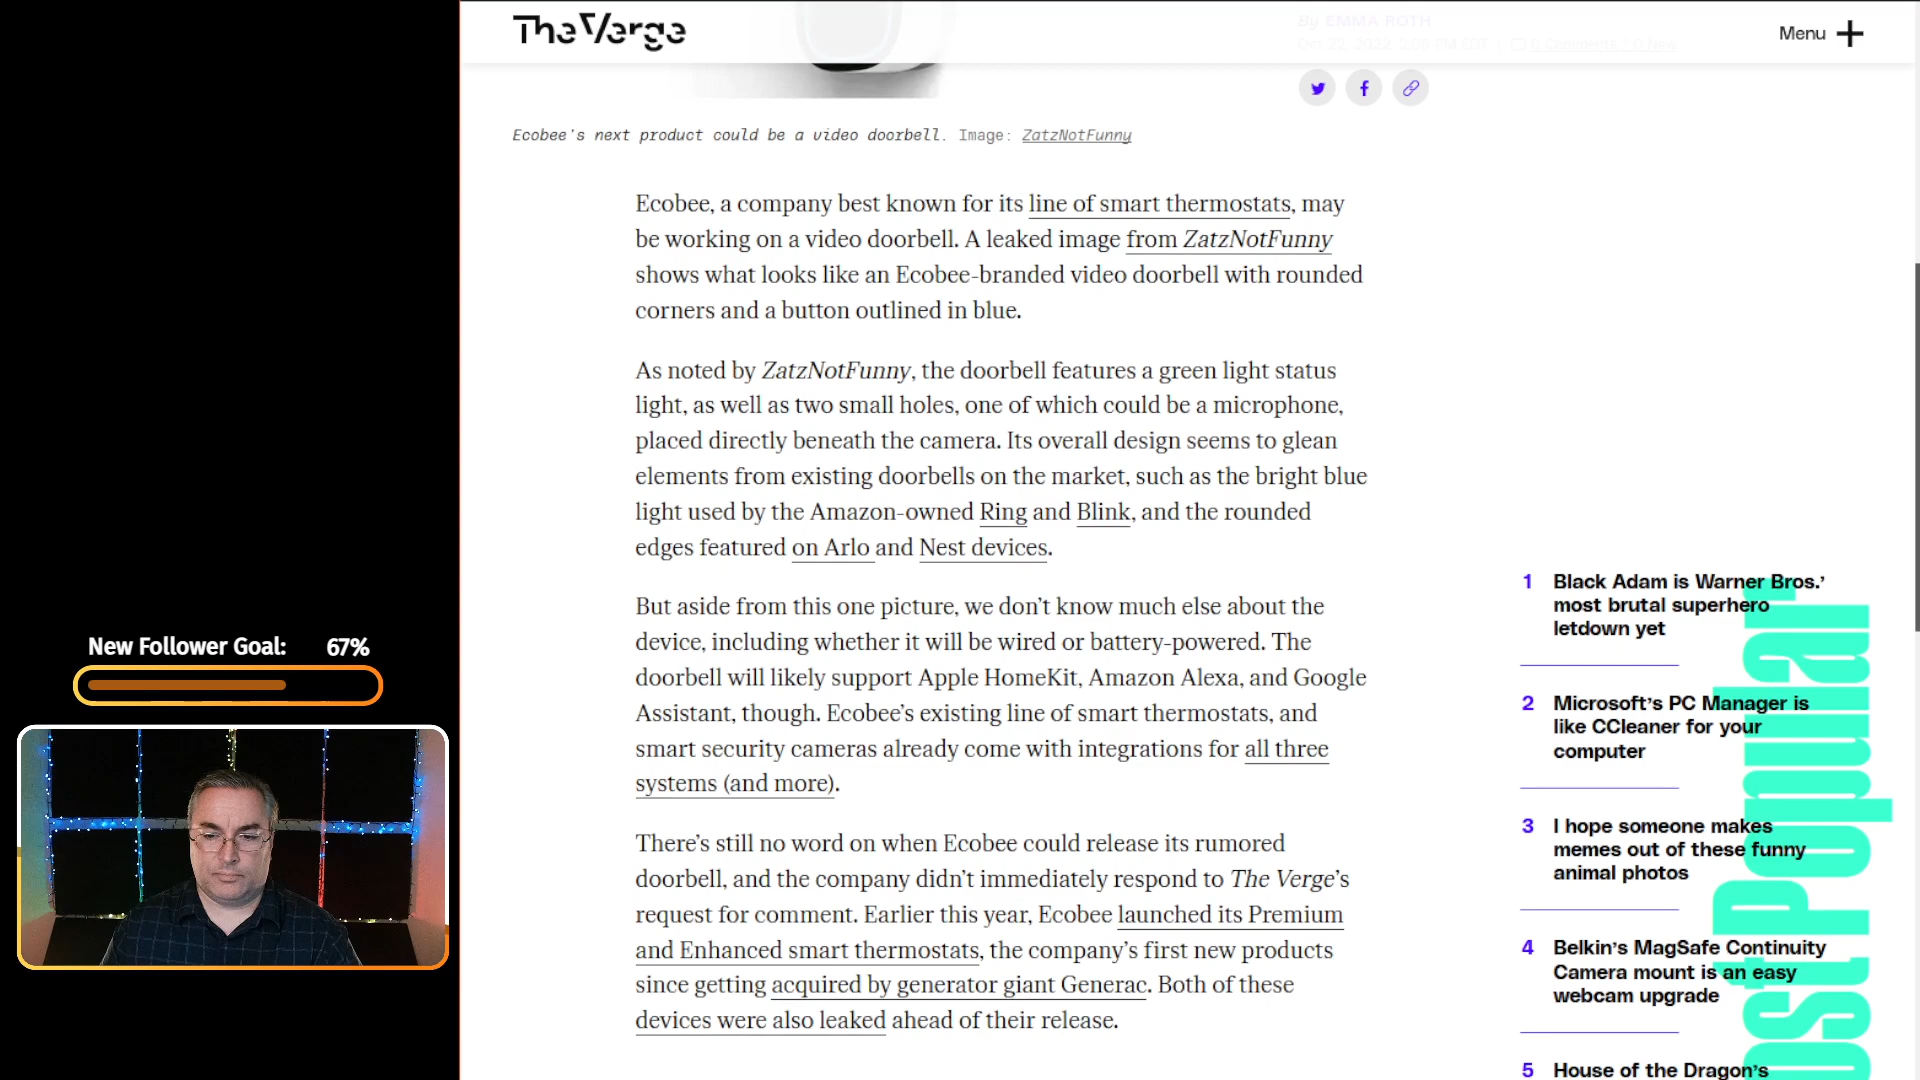 The Verge
By EMMA ROTH
Menu
Oct 22, 2022, 2:05 PM EDT | 0 Comments / 0 New
Ecobee's next product could be a video doorbell. Image: ZatzNotFunny
Ecobee, a company best known for its line of smart thermostats, may
be working on a video doorbell. A leaked image from ZatzNotFunny
shows what looks like an Ecobee-branded video doorbell with rounded
corners and a button outlined in blue.
As noted by ZatzNotFunny, the doorbell features a green light status
light, as well as two small holes, one of which could be a microphone,
placed directly beneath the camera. Its overall design seems to glean
elements from existing doorbells on the market, such as the bright blue
light used by the Amazon-owned Ring and Blink, and the rounded
edges featured on Arlo and Nest devices.
But aside from this one picture, we don’t know much else about the
device, including whether it will be wired or battery-powered. The
doorbell will likely support Apple HomeKit, Amazon Alexa, and Google
Assistant, though. Ecobee’s existing line of smart thermostats, and
smart security cameras already come with integrations for all three
systems (and more).
There’s still no word on when Ecobee could release its rumored
doorbell, and the company didn’t immediately respond to The Verge’s
request for comment. Earlier this year, Ecobee launched its Premium
and Enhanced smart thermostats, the company’s first new products
since getting acquired by generator giant Generac. Both of these
devices were also leaked ahead of their release.
1 Black Adam is Warner Bros.’
most brutal superhero
letdown yet
2 Microsoft’s PC Manager is
like CCleaner for your
computer
3 I hope someone makes
memes out of these funny
animal photos
4 Belkin’s MagSafe Continuity
Camera mount is an easy
webcam upgrade
5 House of the Dragon’s
ost Popular
New Follower Goal: 67%